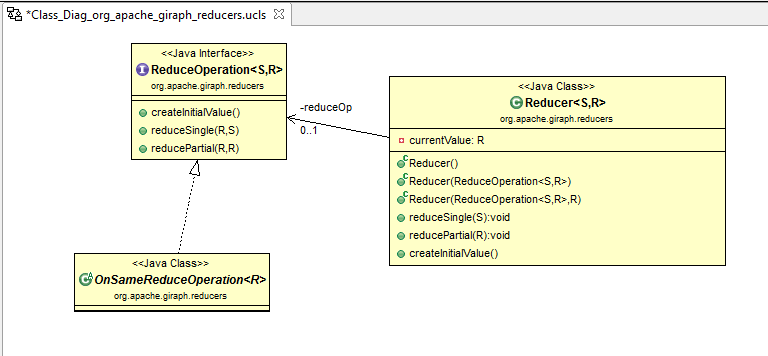 *Class_Diag_org_apache_giraph_reducers.ucls
<<Java Interface>>
ReduceOperation<S,R>
org.apache.giraph.reducers
createInitialValue()
reduceSingle(R,S)
reducePartial(R,R)
-reduceOp
0..1
<<Java Class>>
Reducer<S,R>
org.apache.giraph.reducers
currentValue: R
Reducer()
Reducer(ReduceOperation<S,R>)
Reducer(ReduceOperation<S,R>,R)
reduceSingle(S):void
reducePartial(R):void
createInitialValue()
<<Java Class>>
OnSameReduceOperation<R>
org.apache.giraph.reducers